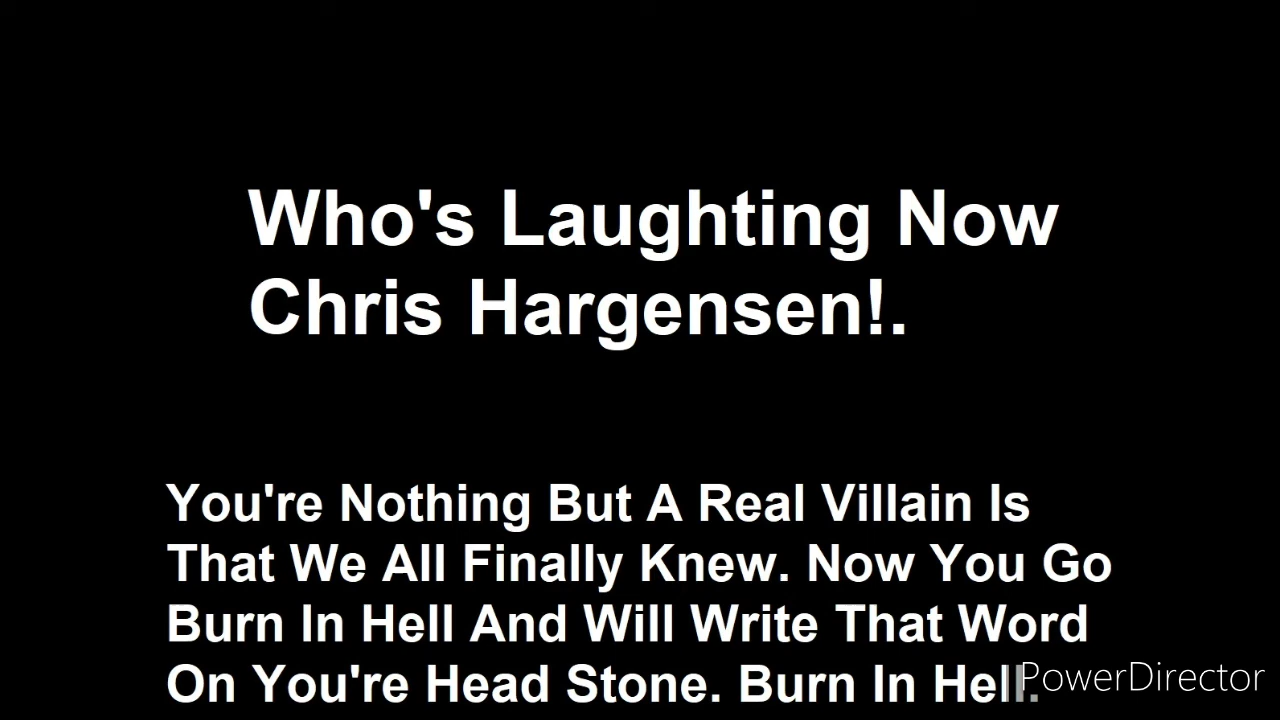 Who's Laughting Now
Chris Hargensen!.
You're Nothing But A Real Villain Is
That We All Finally Knew. Now You Go
Burn In Hell And Will Write That Word
On You're Head Stone. Burn In Hell.
PowerDirector